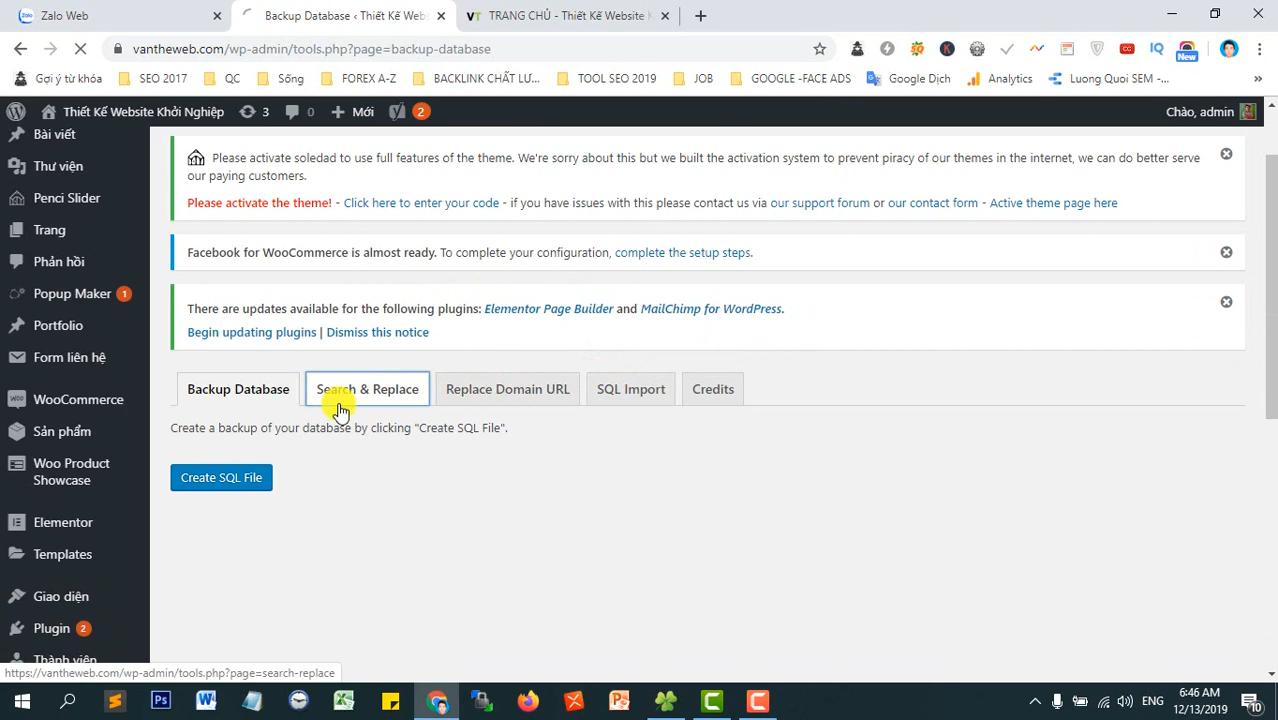 Zalo Web
Backup Database ‹ Thiết Kế Webs
TRANG CHỦ - Thiết Kế Website K
vantheweb.com/wp-admin/tools.php?page=backup-database
New
Gợi ý từ khóa
SEO 2017
QC
Sống
FOREX A-Z
BACKLINK CHẤT LƯ...
TOOL SEO 2019
JOB
GOOGLE -FACE ADS
Google Dịch
Analytics
Luong Quoi SEM -...
Thiết Kế Website Khởi Nghiệp
3
0
Mới
2
Chào, admin
Bài viết
Thư viện
Penci Slider
Trang
Phản hồi
Popup Maker 1
Portfolio
Form liên hệ
WooCommerce
Sản phẩm
Woo Product
Showcase
Elementor
Templates
Giao diện
Plugin 2
Thành viên
Please activate soledad to use full features of the theme. We're sorry about this but we built the activation system to prevent piracy of our themes in the internet, we can do better serve
our paying customers.
Please activate the theme! - Click here to enter your code - if you have issues with this please contact us via our support forum or our contact form - Active theme page here
Facebook for WooCommerce is almost ready. To complete your configuration, complete the setup steps.
There are updates available for the following plugins: Elementor Page Builder and MailChimp for WordPress.
Begin updating plugins | Dismiss this notice
Backup Database
Search & Replace
Replace Domain URL
SQL Import
Credits
Create a backup of your database by clicking "Create SQL File".
Create SQL File
https://vantheweb.com/wp-admin/tools.php?page=search-replace
ENG
6:46 AM
12/13/2019
10